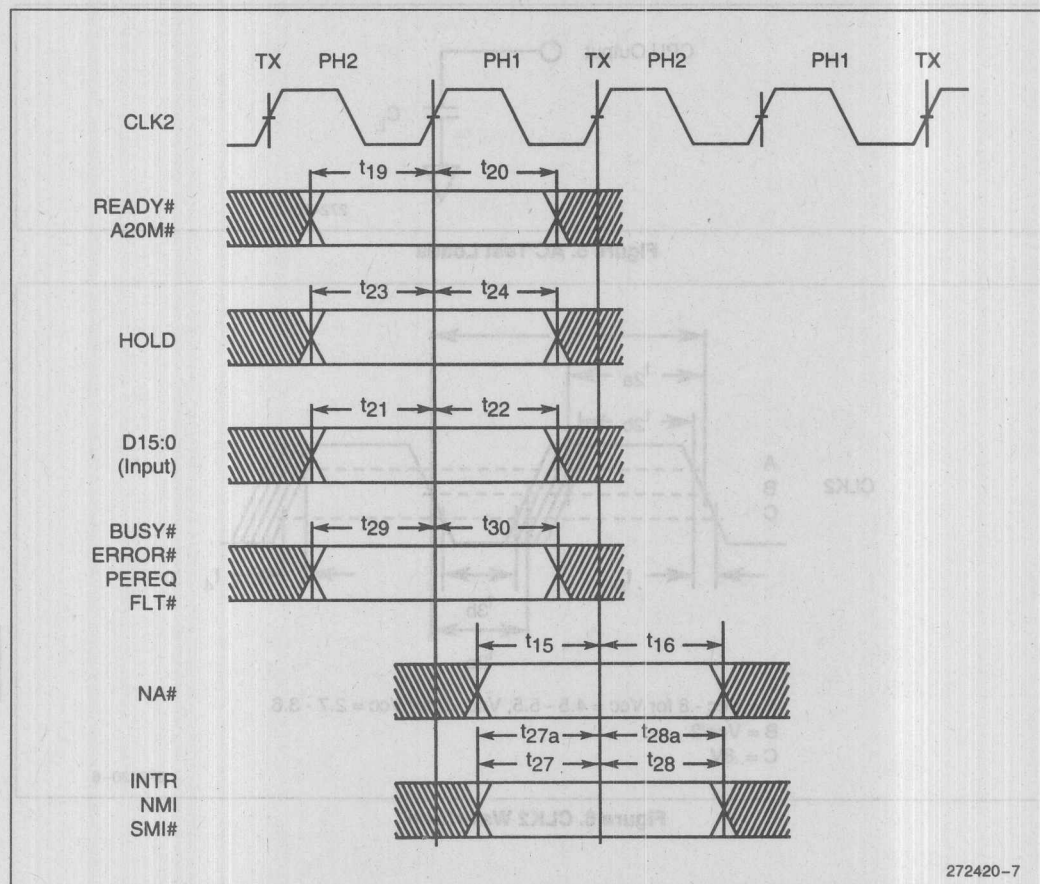 TX PH2 PH1 TX PH2 PH1 TX
CLK2
t19 t20
READY#
A20M#
t23 t24
HOLD
t21 t22
D15:0
(Input)
t29 t30
BUSY#
ERROR#
PEREQ
FLT#
t15 t16
NA#
t27a t28a
t27 t28
INTR
NMI
SMI#
272420-7